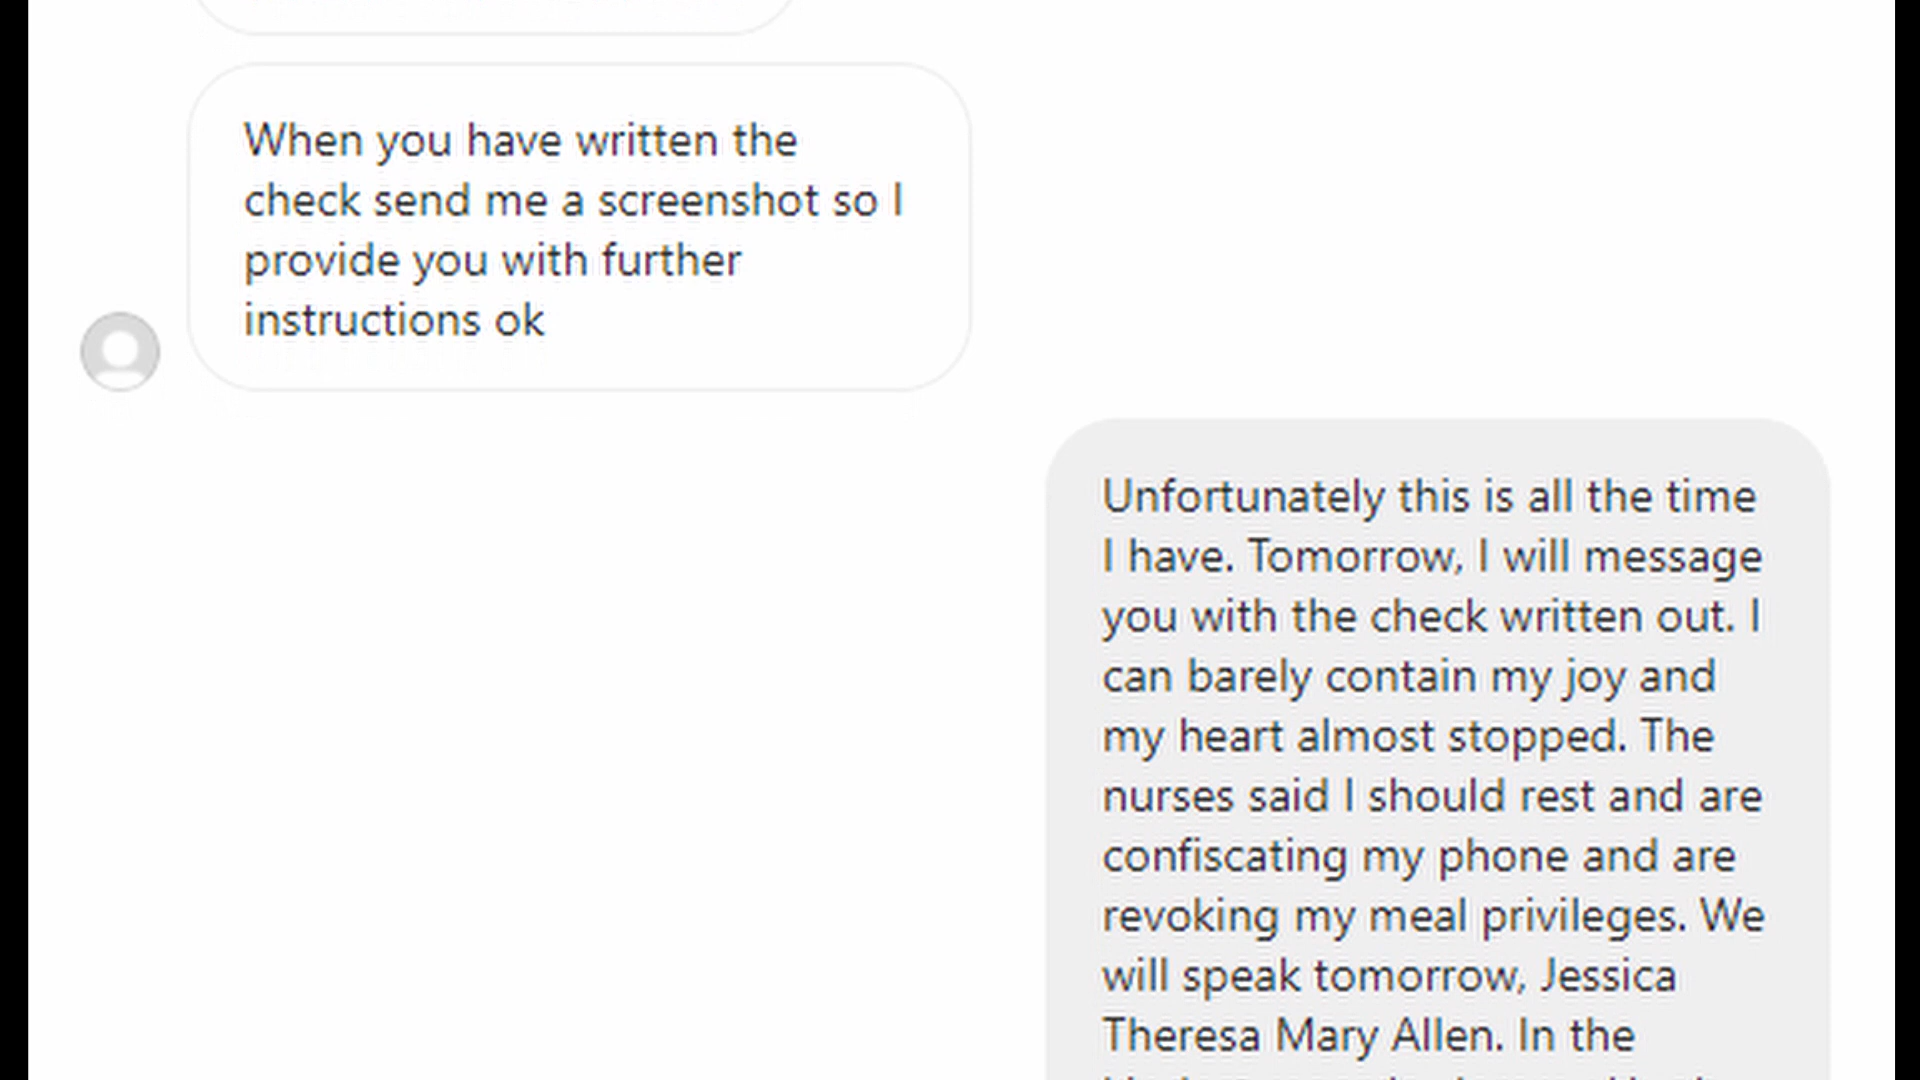 When you have written the
check send me a screenshot so I
provide you with further
instructions ok
Unfortunately this is all the time
I have. Tomorrow, I will message
you with the check written out. I
can barely contain my joy and
my heart almost stopped. The
nurses said I should rest and are
confiscating my phone and are
revoking my meal privileges. We
will speak tomorrow, Jessica
Theresa Mary Allen. In the